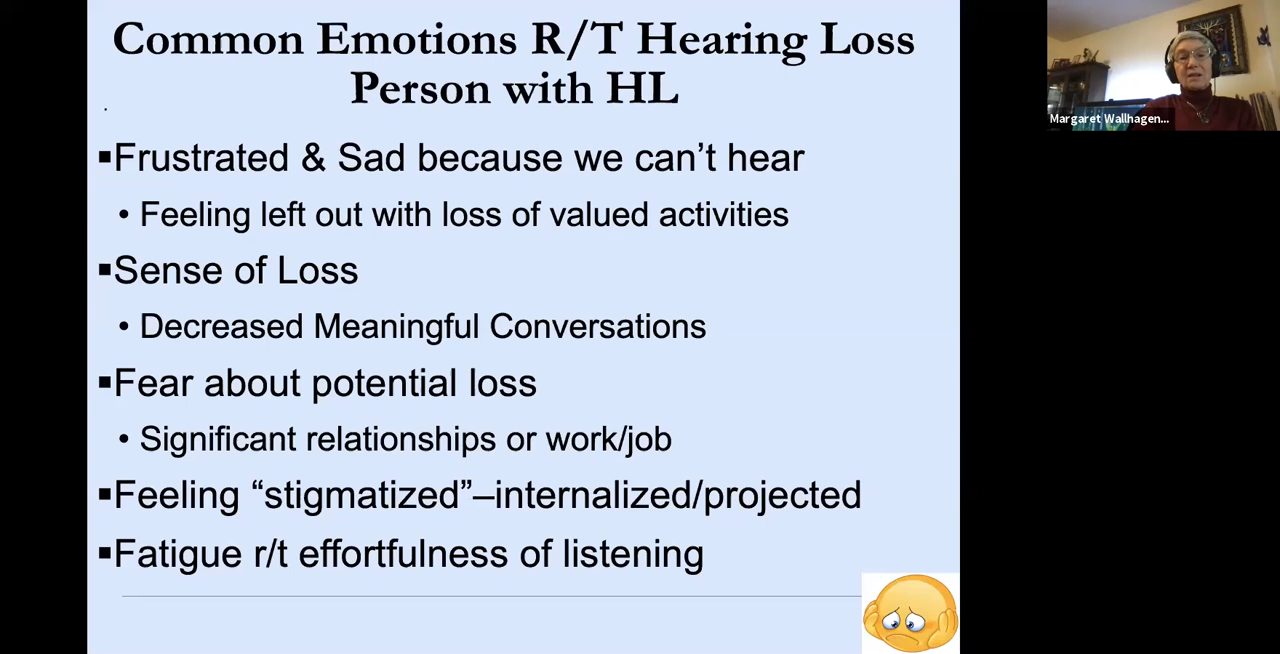 Common Emotions R/T Hearing Loss
Person with HL
▪Frustrated & Sad because we can’t hear
• Feeling left out with loss of valued activities
▪Sense of Loss
• Decreased Meaningful Conversations
▪Fear about potential loss
• Significant relationships or work/job
▪Feeling “stigmatized”–internalized/projected
▪Fatigue r/t effortfulness of listening
Margaret Wallhagen...